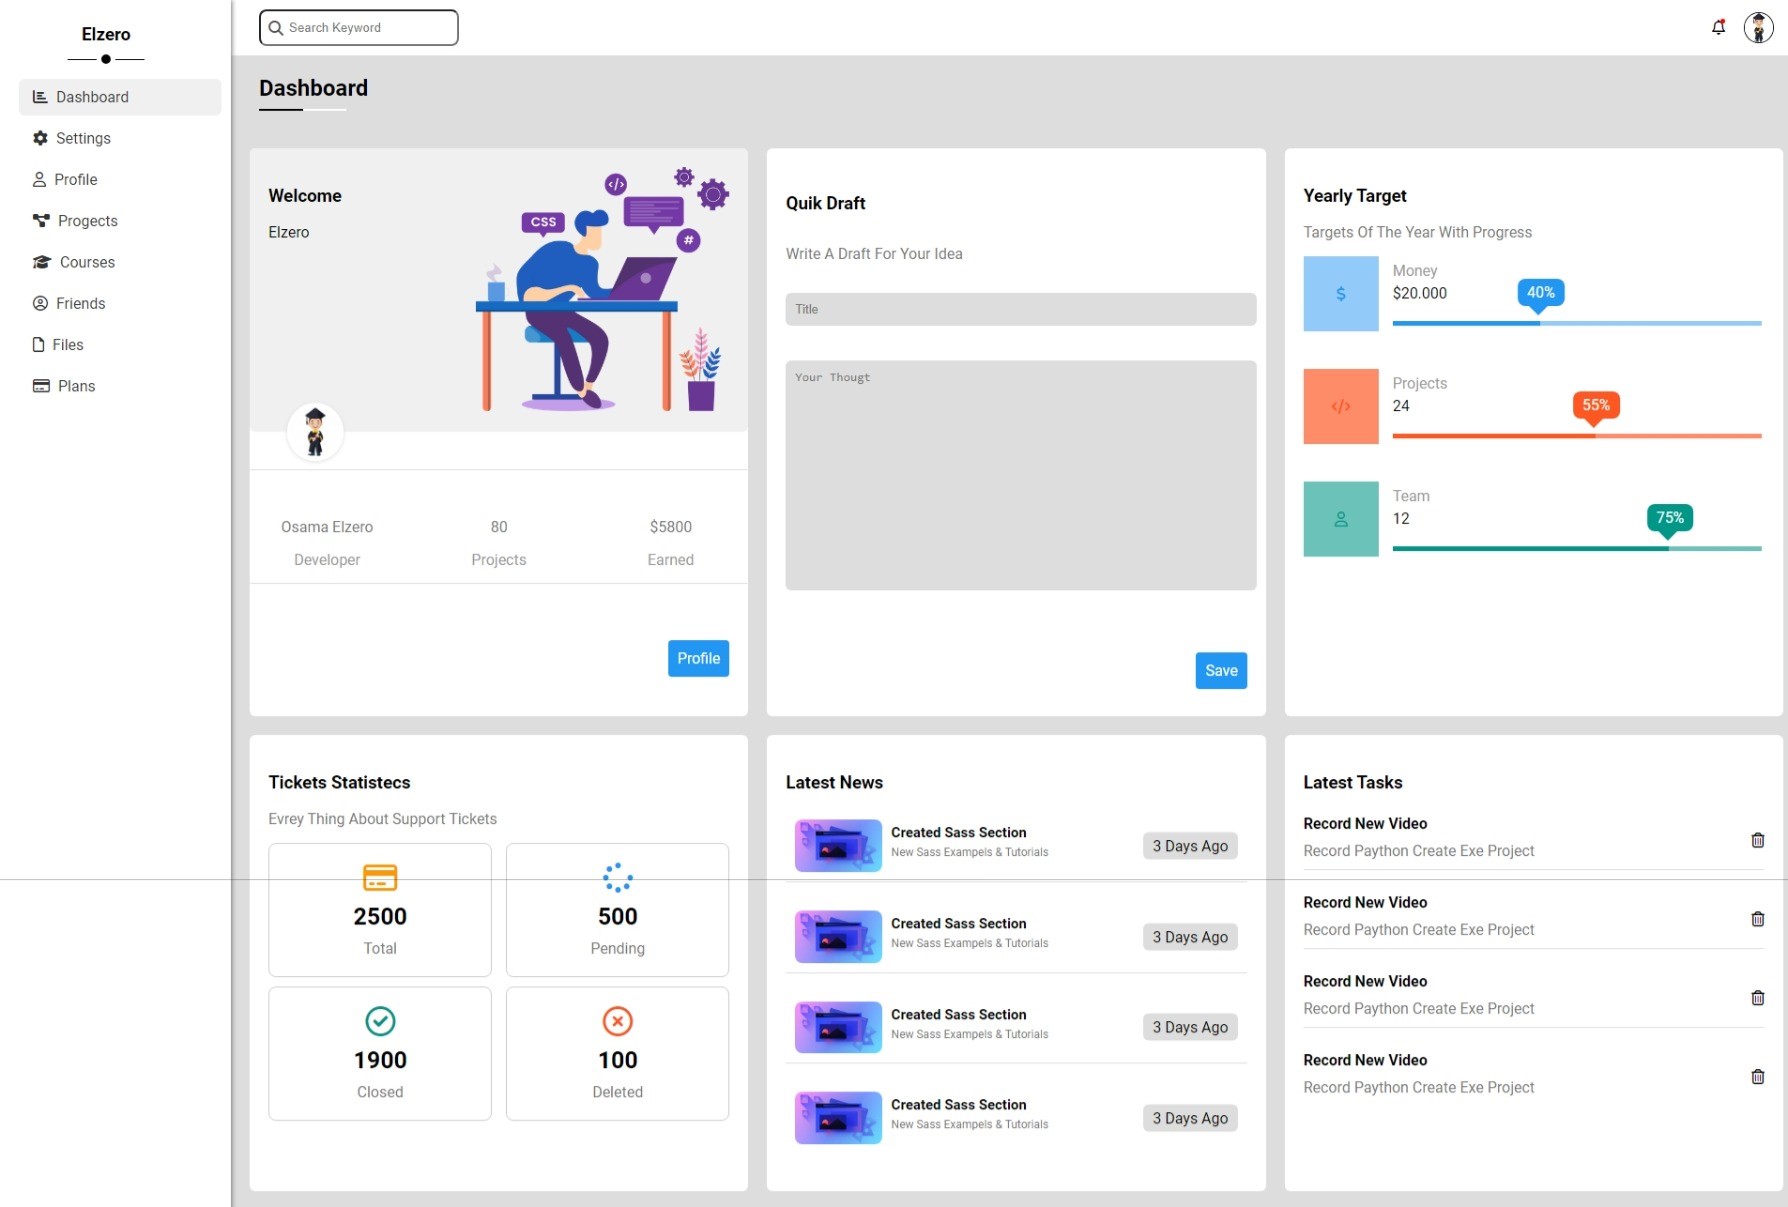 Elzero
Dashboard
Settings
Profile
Progects
Courses
Friends
Files
Plans
Search Keyword
Dashboard
Welcome
Elzero
CSS
</>
#
Osama Elzero
80
$5800
Developer
Projects
Earned
Profile
Quik Draft
Write A Draft For Your Idea
Title
Your Thougt
Save
Yearly Target
Targets Of The Year With Progress
$
Money
$20.000
40%
</>
Projects
24
55%
Team
12
75%
Tickets Statistecs
Evrey Thing About Support Tickets
2500
Total
500
Pending
1900
Closed
100
Deleted
Latest News
Created Sass Section
New Sass Exampels & Tutorials
3 Days Ago
Created Sass Section
New Sass Exampels & Tutorials
3 Days Ago
Created Sass Section
New Sass Exampels & Tutorials
3 Days Ago
Created Sass Section
New Sass Exampels & Tutorials
3 Days Ago
Latest Tasks
Record New Video
Record Paython Create Exe Project
Record New Video
Record Paython Create Exe Project
Record New Video
Record Paython Create Exe Project
Record New Video
Record Paython Create Exe Project